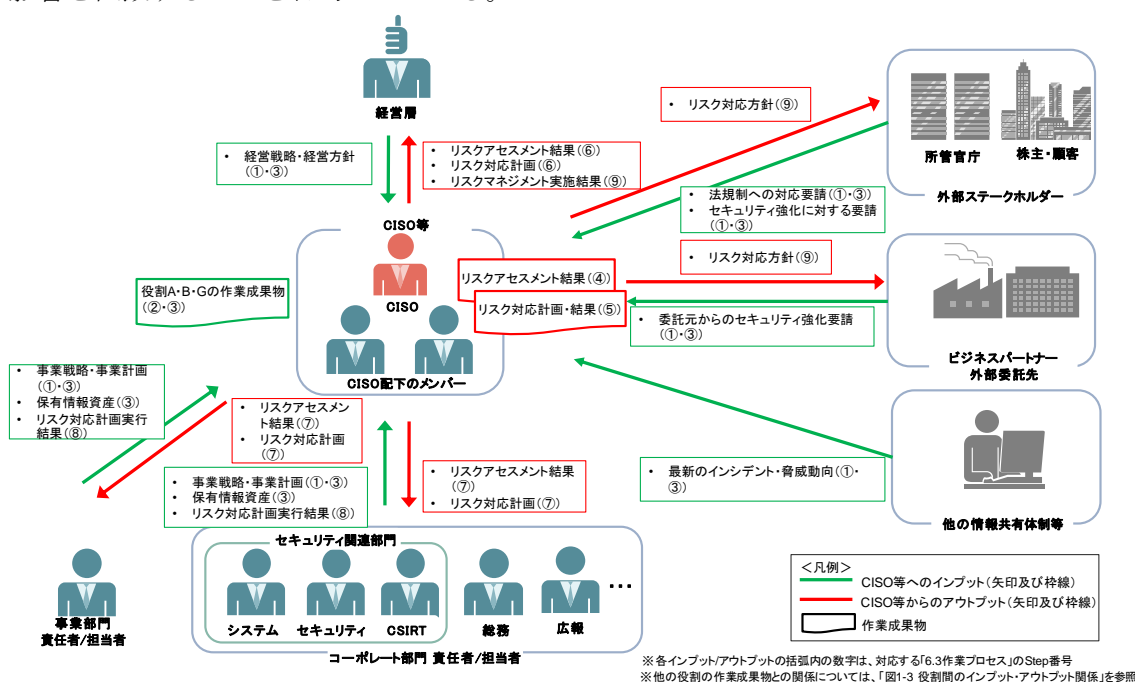 経営層
• 経営戦略・経営方針
(①・③)
• リスクアセスメント結果(⑥)
• リスク対応計画(⑥)
• リスクマネジメント実施結果(⑨)
• リスク対応方針(⑨)
所管官庁
株主・顧客
外部ステークホルダー
• 法規制への対応要請(①・③)
• セキュリティ強化に対する要請
(①・③)
CISO等
CISO
CISO配下のメンバー
役割A・B・Gの作業成果物
(②・③)
リスクアセスメント結果(④)
リスク対応計画・結果(⑤)
• リスク対応方針(⑨)
• 委託元からのセキュリティ強化要請
(①・③)
ビジネスパートナー
外部委託先
• 事業戦略・事業計画
(①・③)
• 保有情報資産(③)
• リスク対応計画実行
結果(⑧)
• リスクアセスメン
ト結果(⑦)
• リスク対応計画
(⑦)
• 事業戦略・事業計画(①・③)
• 保有情報資産(③)
• リスク対応計画実行結果(⑧)
• リスクアセスメント結果
(⑦)
• リスク対応計画(⑦)
• 最新のインシデント・脅威動向(①・
③)
他の情報共有体制等
事業部門
責任者/担当者
セキュリティ関連部門
システム
セキュリティ
CSIRT
総務
広報
…
コーポレート部門 責任者/担当者
<凡例>
CISO等へのインプット(矢印及び枠線)
CISO等からのアウトプット(矢印及び枠線)
作業成果物
※各インプット/アウトプットの括弧内の数字は、対応する「6.3作業プロセス」のStep番号
※他の役割の作業成果物との関係については、「図1-3 役割間のインプット・アウトプット関係」を参照